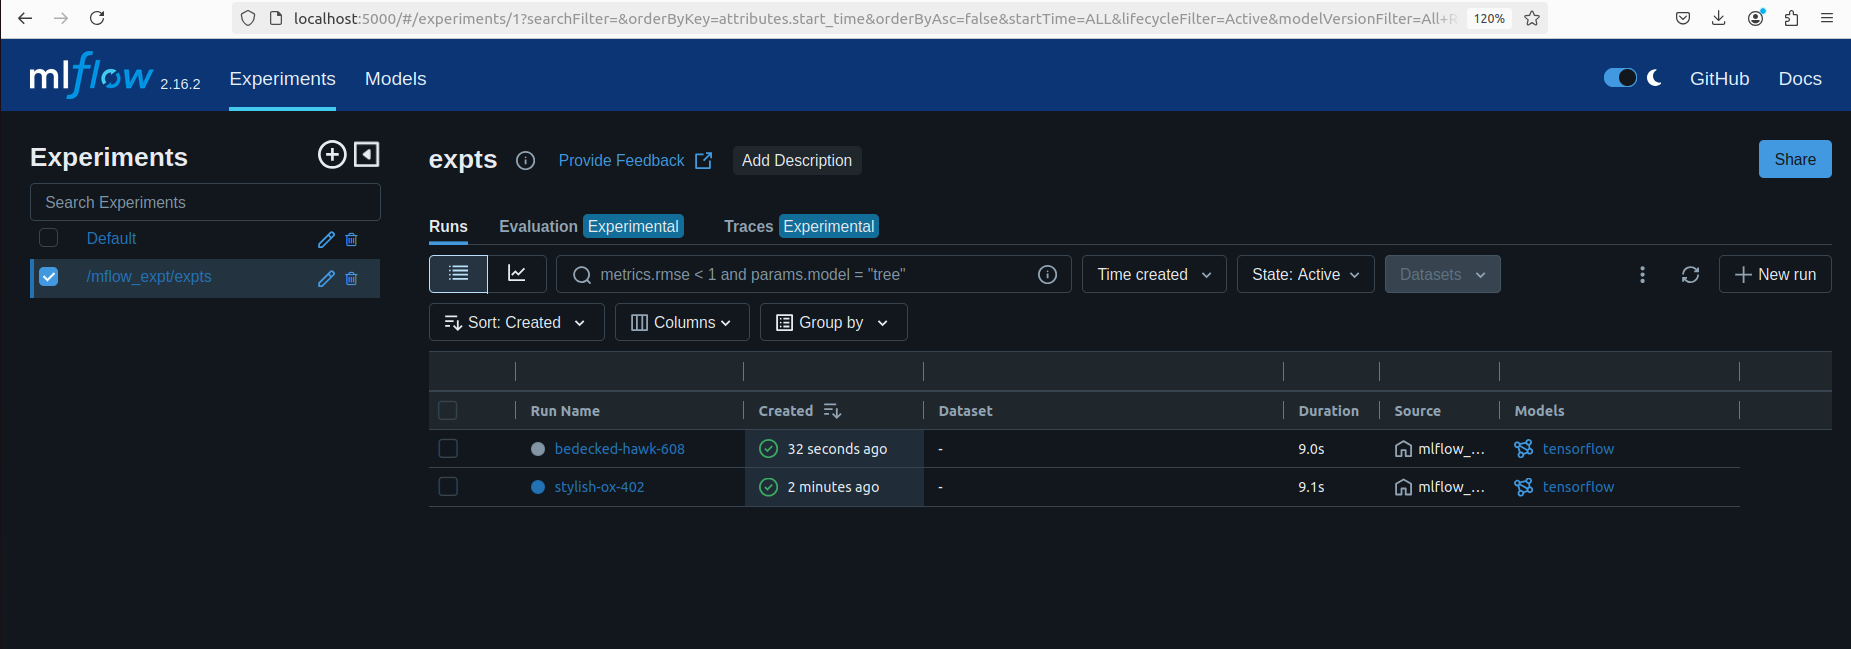 localhost:5000/#/experiments/1?searchFilter=&orderByKey=attributes.start_time&orderByAsc=false&startTime=ALL&lifecycleFilter=Active&modelVersionFilter=All+R
120%
mlflow 2.16.2 Experiments Models GitHub Docs
Experiments
Search Experiments
Default
/mflow_expt/expts
expts Provide Feedback Add Description Share
Runs Evaluation Experimental Traces Experimental
metrics.rmse < 1 and params.model = "tree" Time created State: Active Datasets New run
Sort: Created Columns Group by
Run Name Created Dataset Duration Source Models
bedecked-hawk-608 32 seconds ago - 9.0s mlflow_... tensorflow
stylish-ox-402 2 minutes ago - 9.1s mlflow_... tensorflow